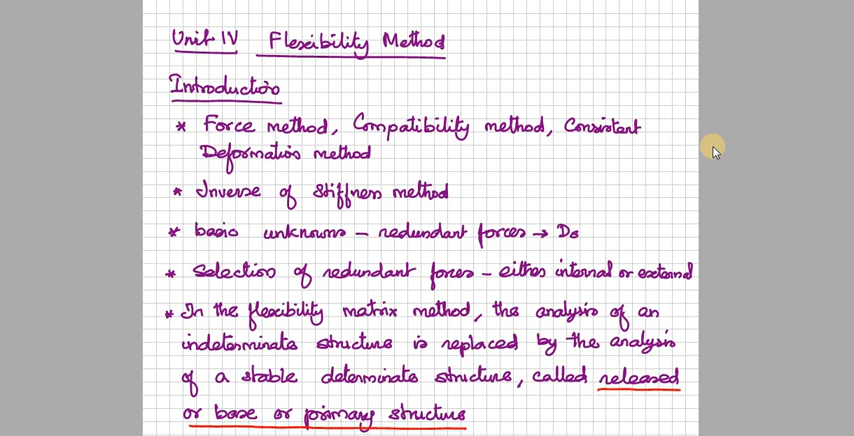 Unit IV Flexibility Method
Introduction
* Force method, Compatibility method, Consistent
Deformation method
* Inverse of stiffness method
* basic unknowns - redundant forces → Ds
* Selection of redundant forces - either internal or external
* In the flexibility matrix method, the analysis of an
indeterminate structure is replaced by the analysis
of a stable determinate structure, called released
or base or primary structure